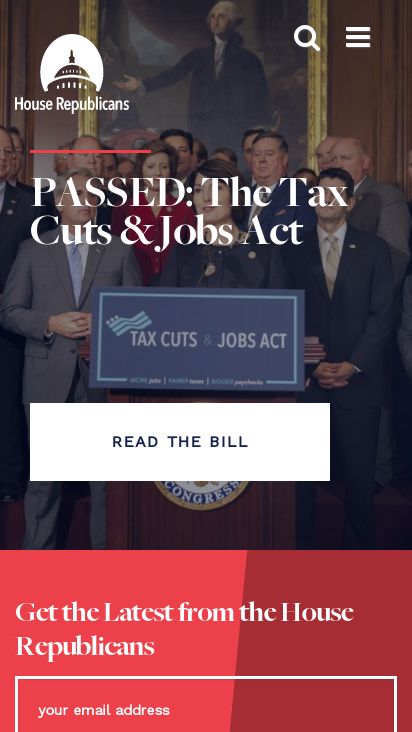 House Republicans
PASSED: The Tax
Cuts & Jobs Act
TAX CUTS & JOBS ACT
MORE jobs | FAIRER taxes | BIGGER paychecks
READ THE BILL
CONGRESS
Get the Latest from the House
Republicans
your email address